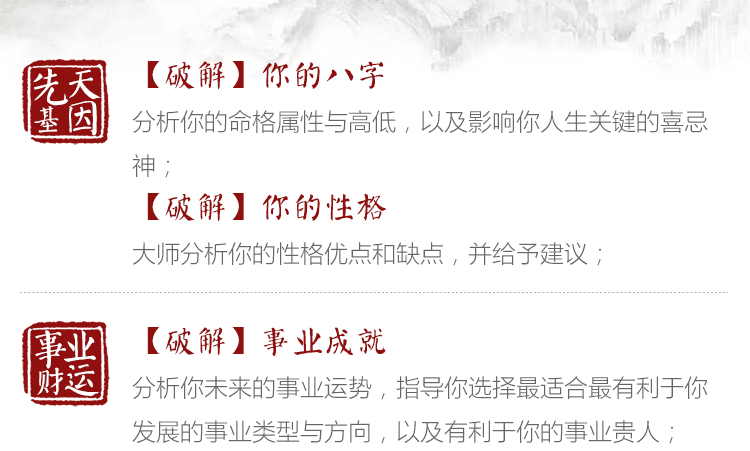 先天
基因
【破解】你的八字
分析你的命格属性与高低，以及影响你人生关键的喜忌
神；
【破解】你的性格
大师分析你的性格优点和缺点，并给予建议；
事业
财运
【破解】事业成就
分析你未来的事业运势，指导你选择最适合最有利于你
发展的事业类型与方向，以及有利于你的事业贵人；